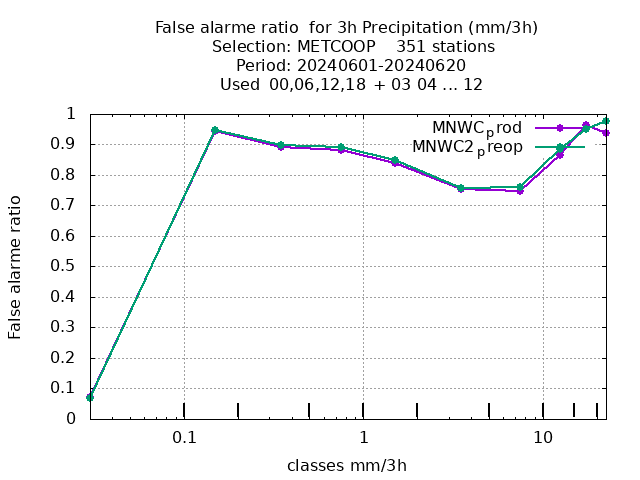 False alarme ratio  for 3h Precipitation (mm/3h)
Selection: METCOOP    351 stations
Period: 20240601-20240620
Used  00,06,12,18  + 03 04 ... 12
MNWC_prod
MNWC2_preop
1
0.9
0.8
0.7
0.6
0.5
0.4
0.3
0.2
0.1
0
False alarme ratio
0.1 1 10
classes mm/3h